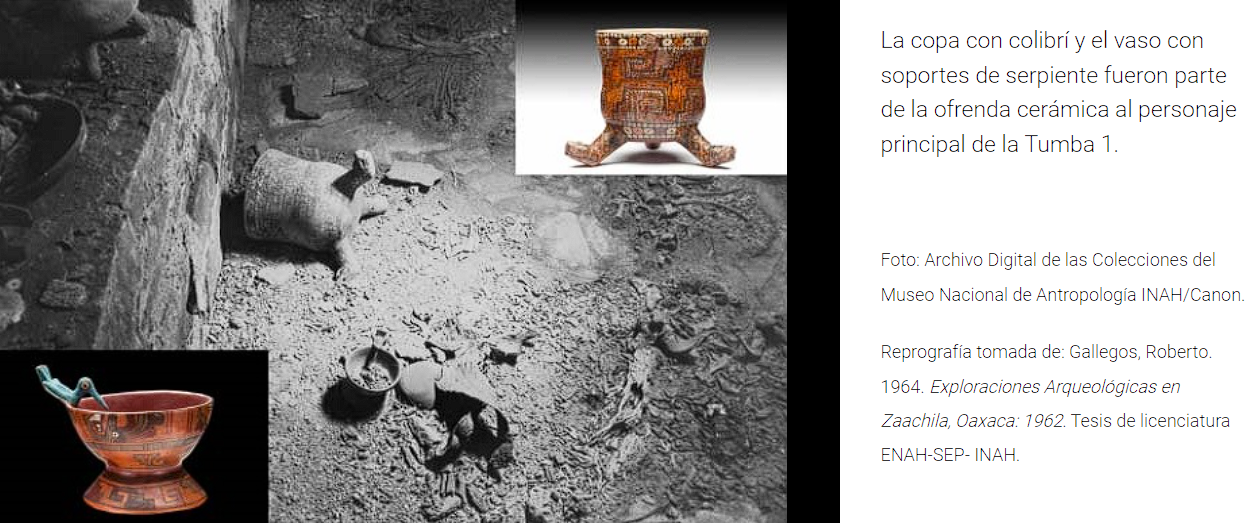 La copa con colibrí y el vaso con
soportes de serpiente fueron parte
de la ofrenda cerámica al personaje
principal de la Tumba 1.
Foto: Archivo Digital de las Colecciones del
Museo Nacional de Antropología INAH/Canon.
Reprografía tomada de: Gallegos, Roberto.
1964. Exploraciones Arqueológicas en
Zaachila, Oaxaca: 1962. Tesis de licenciatura
ENAH-SEP- INAH.